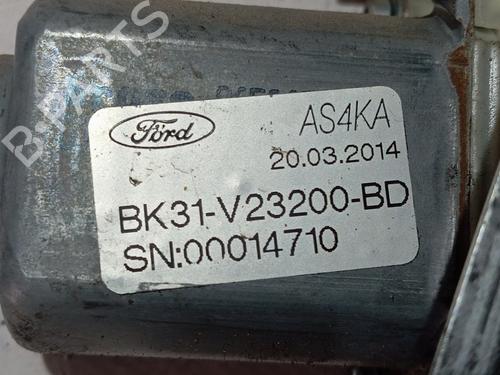 B-PARTS
Ford
AS4KA
20.03.2014
BK31-V23200-BD
SN:00014710